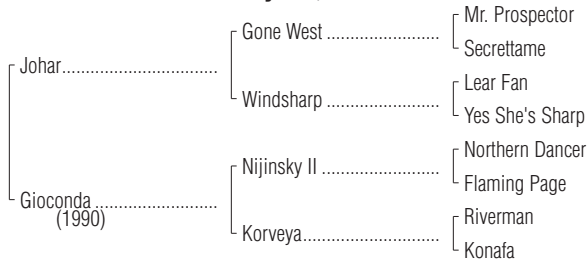 Mr. Prospector
Gone West ........................
Secrettame
Johar.................................
Lear Fan
Windsharp ........................
Yes She's Sharp
Northern Dancer
Nijinsky II ........................
Flaming Page
Gioconda ..........................
(1990)
Riverman
Korveya.............................
Konafa